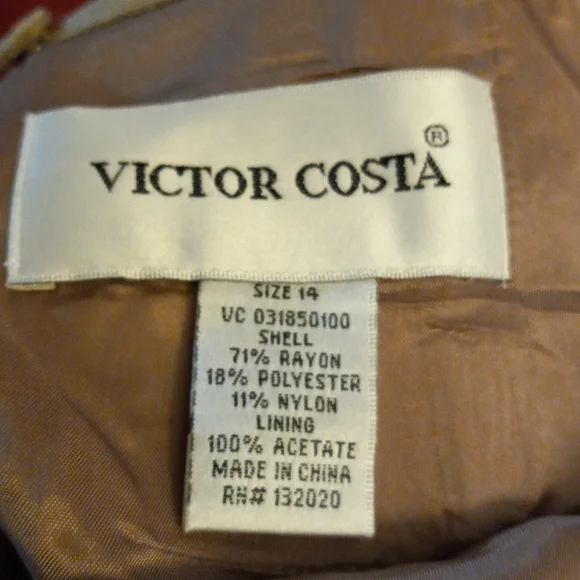 VICTOR COSTA®
SIZE 14
VC 031850100
SHELL
71% RAYON
18% POLYESTER
11% NYLON
LINING
100% ACETATE
MADE IN CHINA
RN# 132020